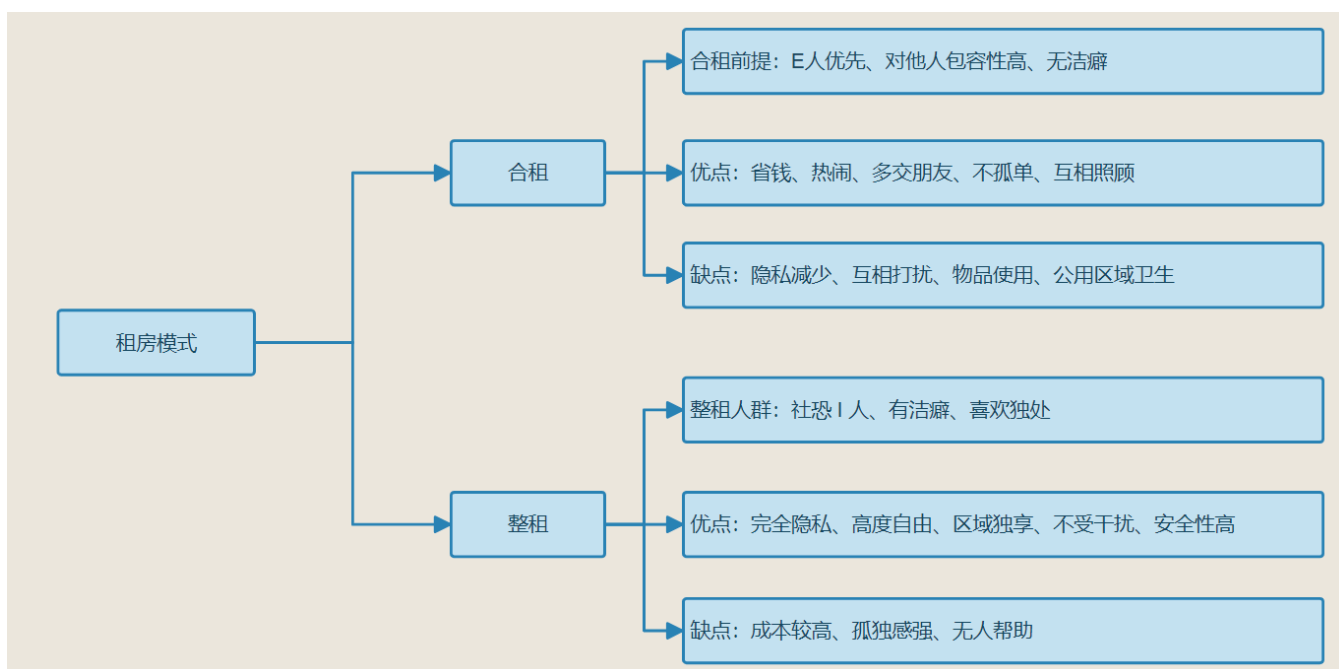 租房模式
合租
合租前提：E人优先、对他人包容性高、无洁癖
优点：省钱、热闹、多交朋友、不孤单、互相照顾
缺点：隐私减少、互相打扰、物品使用、公用区域卫生
整租
整租人群：社恐 I 人、有洁癖、喜欢独处
优点：完全隐私、高度自由、区域独享、不受干扰、安全性高
缺点：成本较高、孤独感强、无人帮助